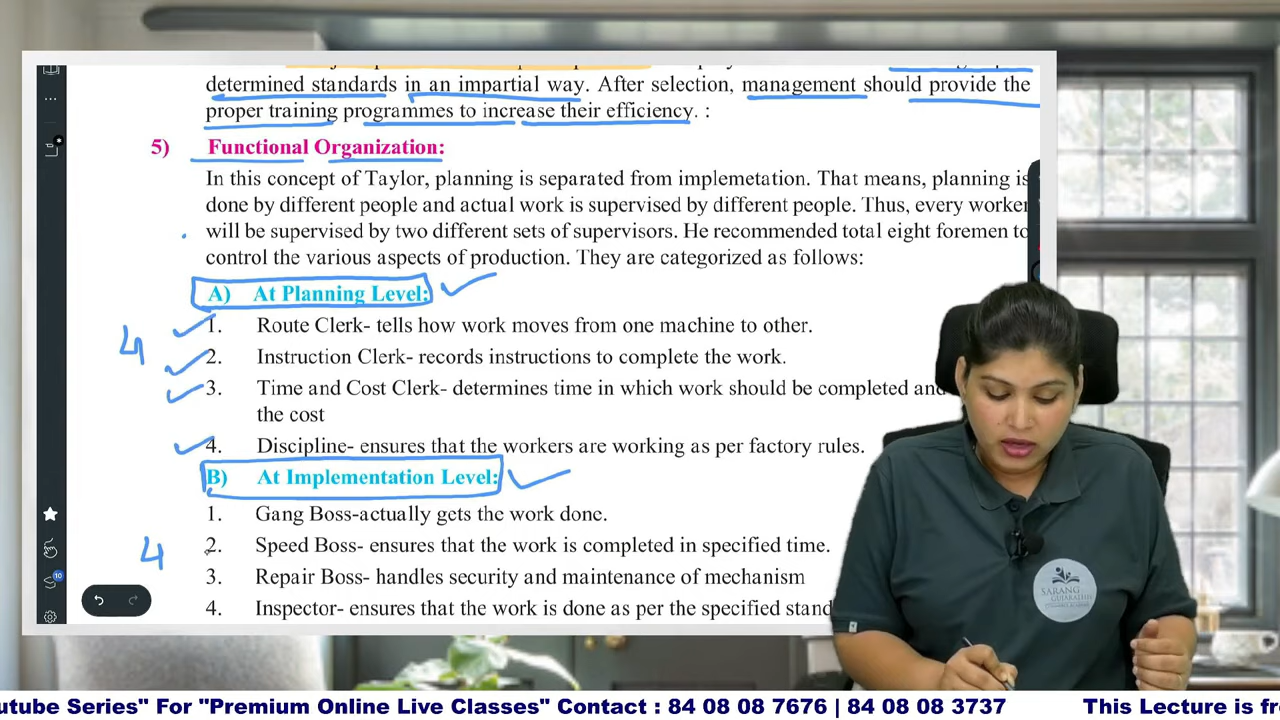 determined standards in an impartial way. After selection, management should provide the
proper training programmes to increase their efficiency. :
5) Functional Organization:
In this concept of Taylor, planning is separated from implemetation. That means, planning is
done by different people and actual work is supervised by different people. Thus, every worker
will be supervised by two different sets of supervisors. He recommended total eight foremen to
control the various aspects of production. They are categorized as follows:
A) At Planning Level:
1. Route Clerk- tells how work moves from one machine to other.
4
2. Instruction Clerk- records instructions to complete the work.
3. Time and Cost Clerk- determines time in which work should be completed and
the cost
4. Discipline- ensures that the workers are working as per factory rules.
B) At Implementation Level:
1. Gang Boss-actually gets the work done.
4
2. Speed Boss- ensures that the work is completed in specified time.
3. Repair Boss- handles security and maintenance of mechanism
4. Inspector- ensures that the work is done as per the specified stand
10
SARANG
utube Series" For "Premium Online Live Classes" Contact : 84 08 08 7676 | 84 08 08 3737 This Lecture is fr